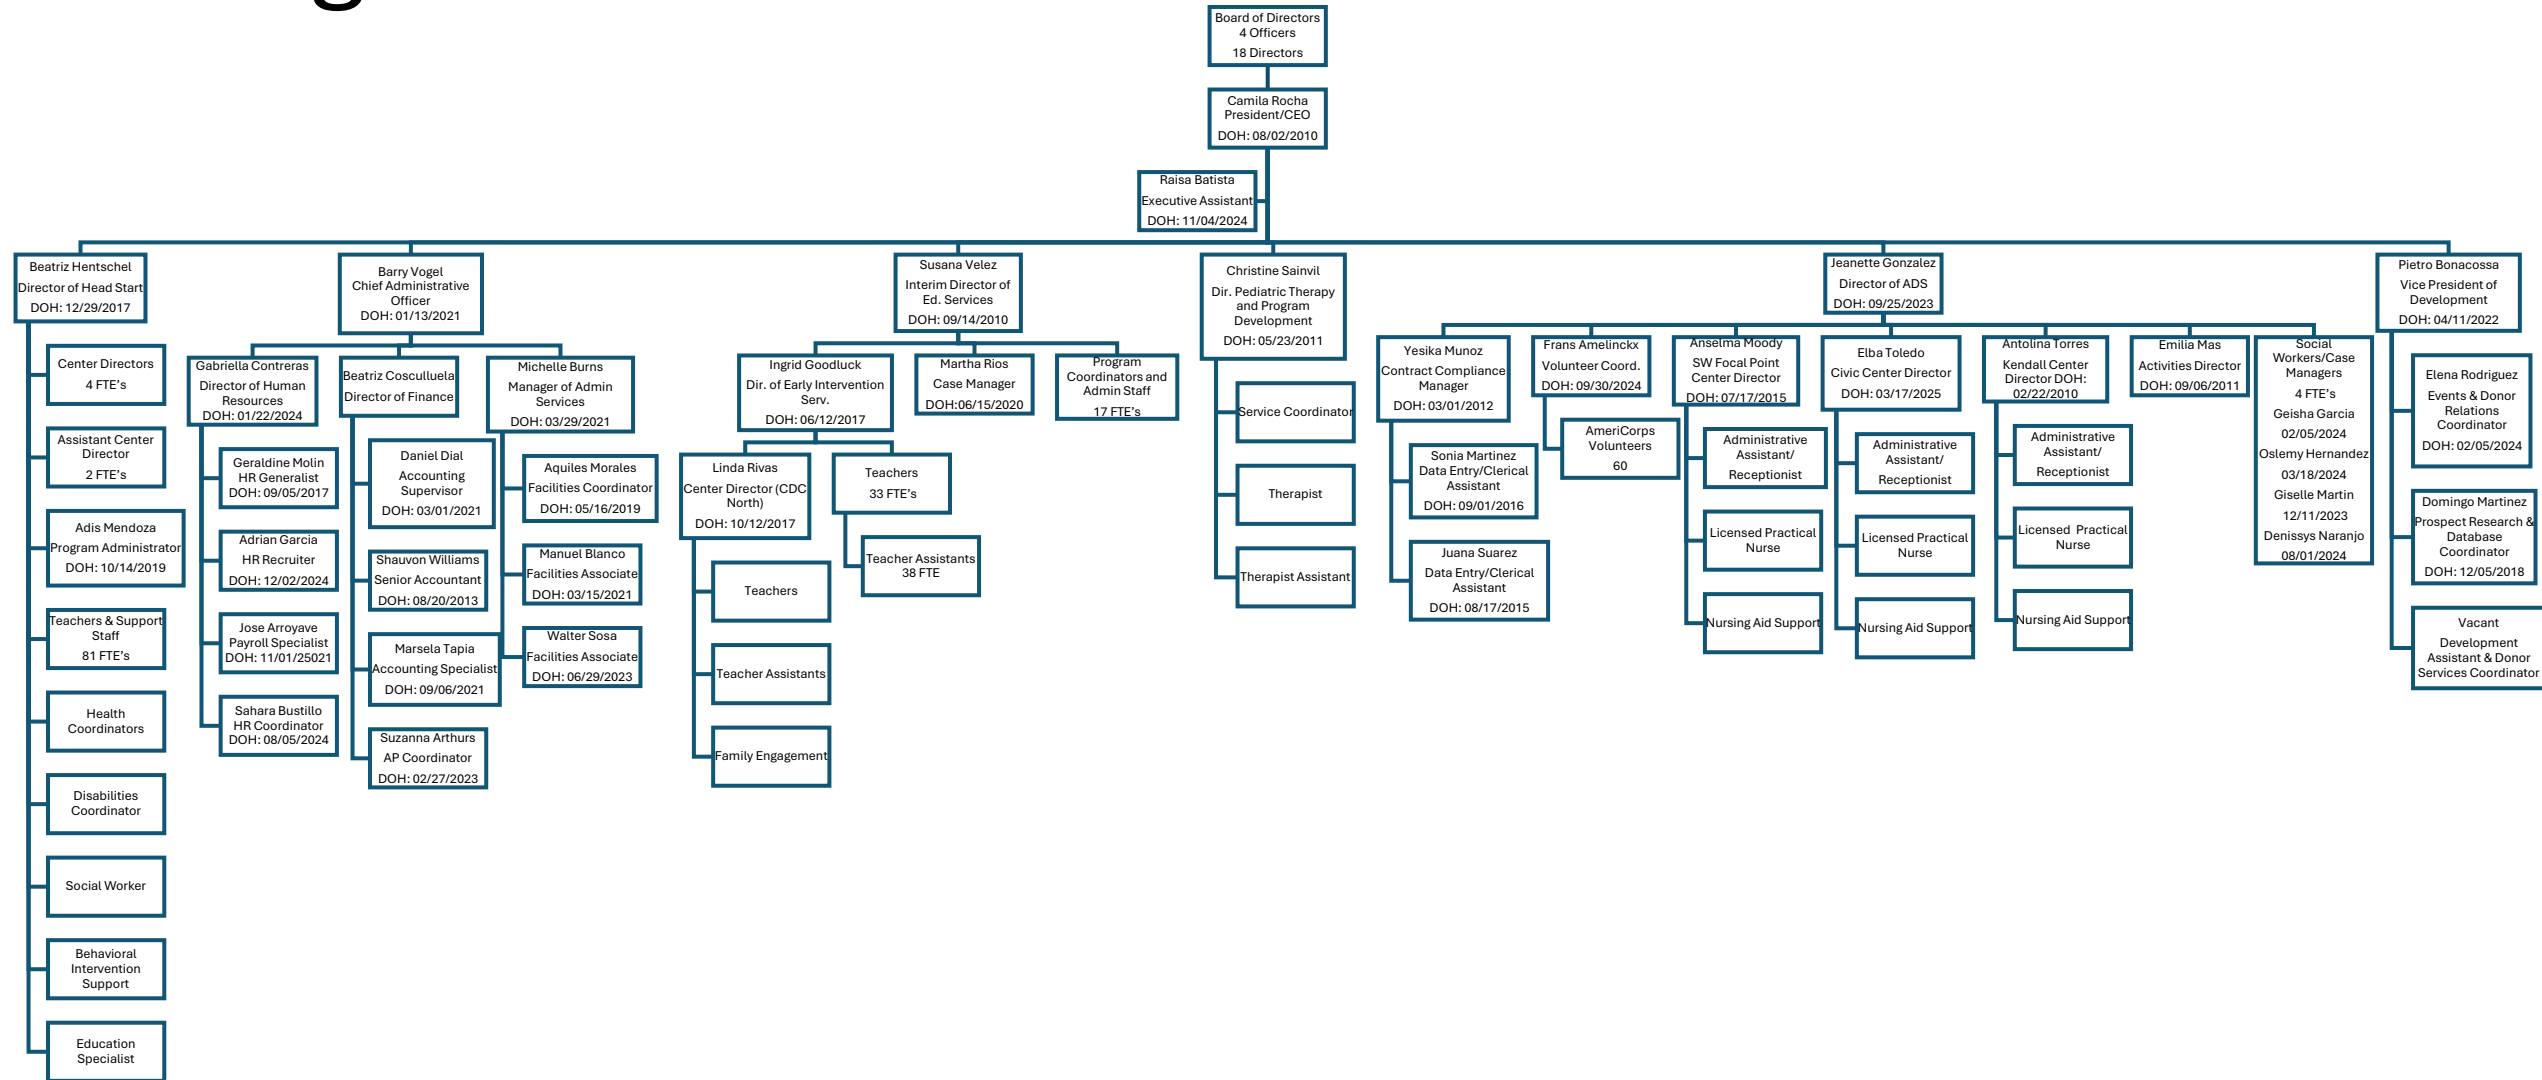 Board of Directors
4 Officers
18 Directors
Camila Rocha
President/CEO
DOH: 08/02/2010
Raisa Batista
Executive Assistant
DOH: 11/04/2024
Beatriz Hentschel
Director of Head Start
DOH: 12/29/2017
Center Directors
4 FTE's
Assistant Center
Director
2 FTE's
Adis Mendoza
Program Administrator
DOH: 10/14/2019
Teachers & Support
Staff
81 FTE's
Health
Coordinators
Disabilities
Coordinator
Social Worker
Behavioral
Intervention
Support
Education
Specialist
Barry Vogel
Chief Administrative
Officer
DOH: 01/13/2021
Gabriella Contreras
Director of Human
Resources
DOH: 01/22/2024
Geraldine Molin
HR Generalist
DOH: 09/05/2017
Adrian Garcia
HR Recruiter
DOH: 12/02/2024
Jose Arroyave
Payroll Specialist
DOH: 11/01/25021
Sahara Bustillo
HR Coordinator
DOH: 08/05/2024
Beatriz Cosculluela
Director of Finance
Daniel Dial
Accounting
Supervisor
DOH: 03/01/2021
Shauvon Williams
Senior Accountant
DOH: 08/20/2013
Marsela Tapia
Accounting Specialist
DOH: 09/06/2021
Suzanna Arthurs
AP Coordinator
DOH: 02/27/2023
Michelle Burns
Manager of Admin
Services
DOH: 03/29/2021
Aquiles Morales
Facilities Coordinator
DOH: 05/16/2019
Manuel Blanco
Facilities Associate
DOH: 03/15/2021
Walter Sosa
Facilities Associate
DOH: 06/29/2023
Susana Velez
Interim Director of
Ed. Services
DOH: 09/14/2010
Ingrid Goodluck
Dir. of Early Intervention
Serv.
DOH: 06/12/2017
Linda Rivas
Center Director (CDC
North)
DOH: 10/12/2017
Teachers
Teacher Assistants
Family Engagement
Teachers
33 FTE's
Teacher Assistants
38 FTE
Martha Rios
Case Manager
DOH:06/15/2020
Program
Coordinators and
Admin Staff
17 FTE's
Christine Sainvil
Dir. Pediatric Therapy
and Program
Development
DOH: 05/23/2011
Service Coordinator
Therapist
Therapist Assistant
Jeanette Gonzalez
Director of ADS
DOH: 09/25/2023
Yesika Munoz
Contract Compliance
Manager
DOH: 03/01/2012
Sonia Martinez
Data Entry/Clerical
Assistant
DOH: 09/01/2016
Juana Suarez
Data Entry/Clerical
Assistant
DOH: 08/17/2015
Frans Amelinckx
Volunteer Coord.
DOH: 09/30/2024
AmeriCorps
Volunteers
60
Anselma Moody
SW Focal Point
Center Director
DOH: 07/17/2015
Administrative
Assistant/
Receptionist
Licensed Practical
Nurse
Nursing Aid Support
Elba Toledo
Civic Center Director
DOH: 03/17/2025
Administrative
Assistant/
Receptionist
Licensed Practical
Nurse
Nursing Aid Support
Antolina Torres
Kendall Center
Director DOH:
02/22/2010
Administrative
Assistant/
Receptionist
Licensed Practical
Nurse
Nursing Aid Support
Emilia Mas
Activities Director
DOH: 09/06/2011
Social
Workers/Case
Managers
4 FTE's
Geisha Garcia
02/05/2024
Oslemy Hernandez
03/18/2024
Giselle Martin
12/11/2023
Denissys Naranjo
08/01/2024
Pietro Bonacossa
Vice President of
Development
DOH: 04/11/2022
Elena Rodriguez
Events & Donor
Relations
Coordinator
DOH: 02/05/2024
Domingo Martinez
Prospect Research &
Database
Coordinator
DOH: 12/05/2018
Vacant
Development
Assistant & Donor
Services Coordinator